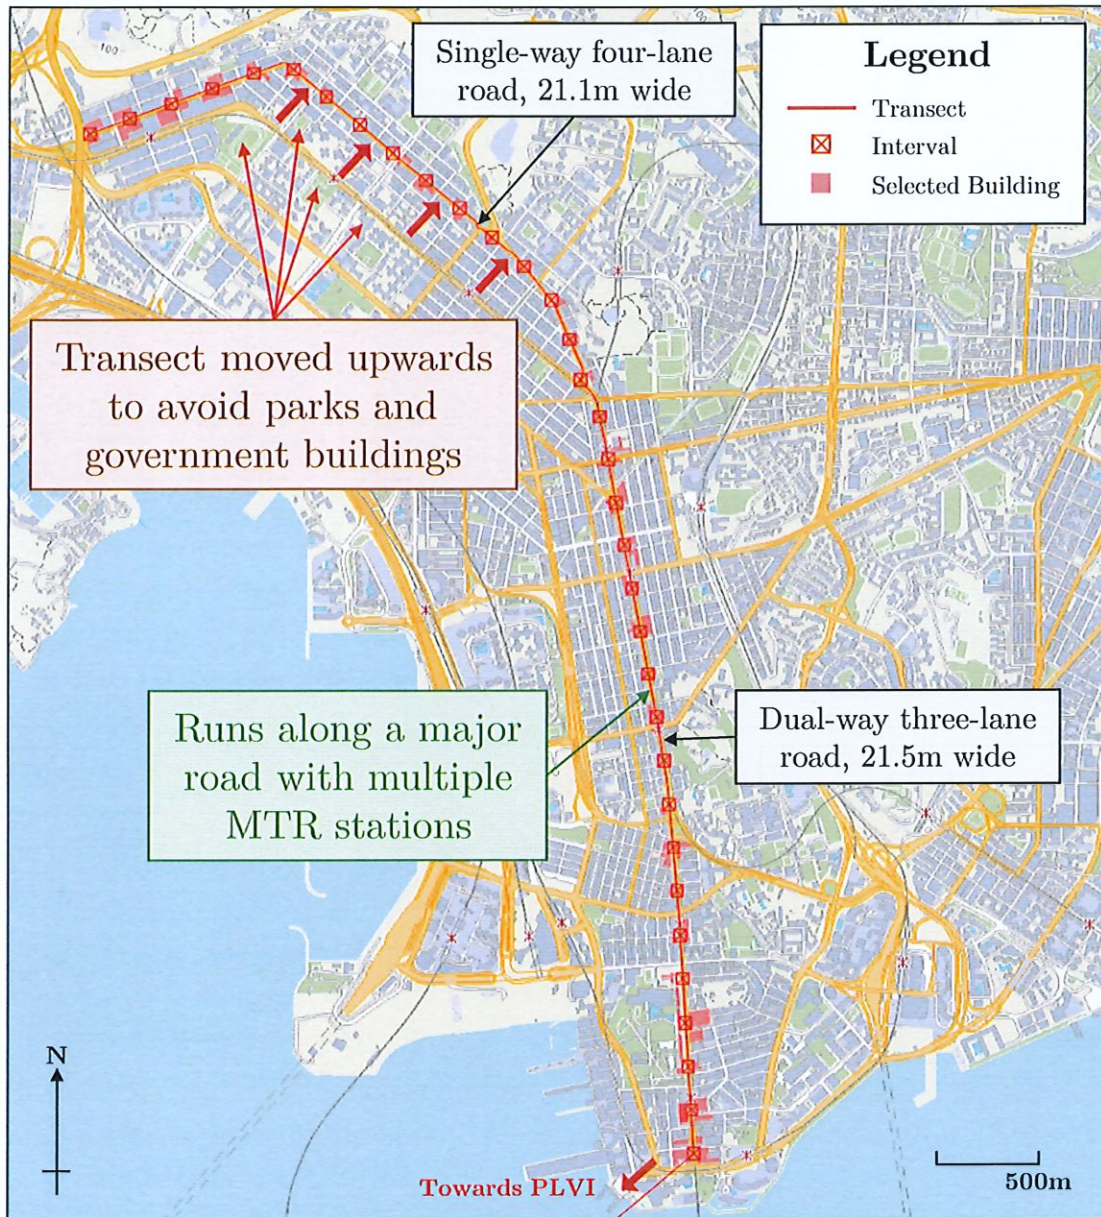 100
100
Single-way four-lane
road, 21.1m wide
Legend
Transect
Interval
Selected Building
Transect moved upwards
to avoid parks and
government buildings
Runs along a major
road with multiple
MTR stations
Dual-way three-lane
road, 21.5m wide
N
Towards PLVI
500m